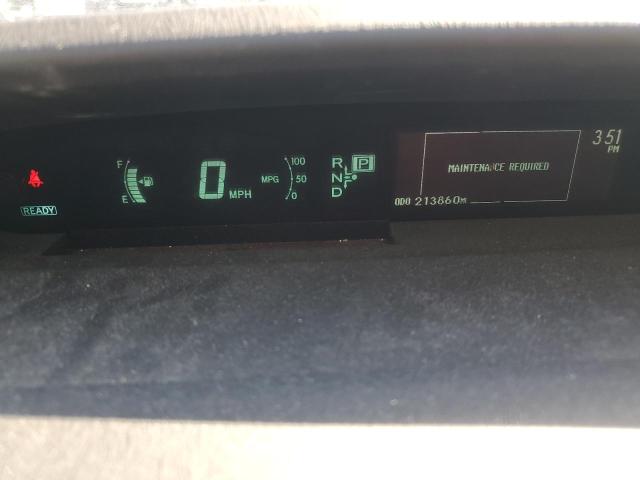 F
E
READY
0 MPH
MPG
100
50
0
R P
N
D
MAINTENANCE REQUIRED
3:51 PM
ODO 213860MI